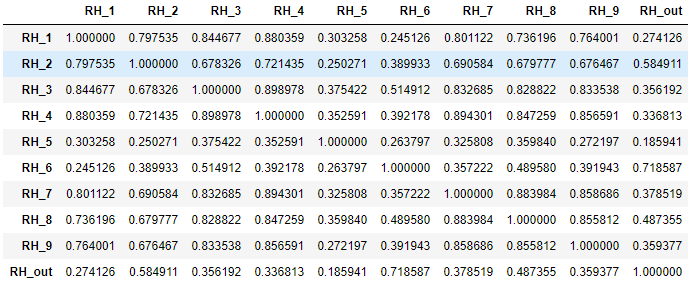 RH_1 RH_2 RH_3 RH_4 RH_5 RH_6 RH_7 RH_8 RH_9 RH_out
RH_1 1.000000 0.797535 0.844677 0.880359 0.303258 0.245126 0.801122 0.736196 0.764001 0.274126
RH_2 0.797535 1.000000 0.678326 0.721435 0.250271 0.389933 0.690584 0.679777 0.676467 0.584911
RH_3 0.844677 0.678326 1.000000 0.898978 0.375422 0.514912 0.832685 0.828822 0.833538 0.356192
RH_4 0.880359 0.721435 0.898978 1.000000 0.352591 0.392178 0.894301 0.847259 0.856591 0.336813
RH_5 0.303258 0.250271 0.375422 0.352591 1.000000 0.263797 0.325808 0.359840 0.272197 0.185941
RH_6 0.245126 0.389933 0.514912 0.392178 0.263797 1.000000 0.357222 0.489580 0.391943 0.718587
RH_7 0.801122 0.690584 0.832685 0.894301 0.325808 0.357222 1.000000 0.883984 0.858686 0.378519
RH_8 0.736196 0.679777 0.828822 0.847259 0.359840 0.489580 0.883984 1.000000 0.855812 0.487355
RH_9 0.764001 0.676467 0.833538 0.856591 0.272197 0.391943 0.858686 0.855812 1.000000 0.359377
RH_out 0.274126 0.584911 0.356192 0.336813 0.185941 0.718587 0.378519 0.487355 0.359377 1.000000